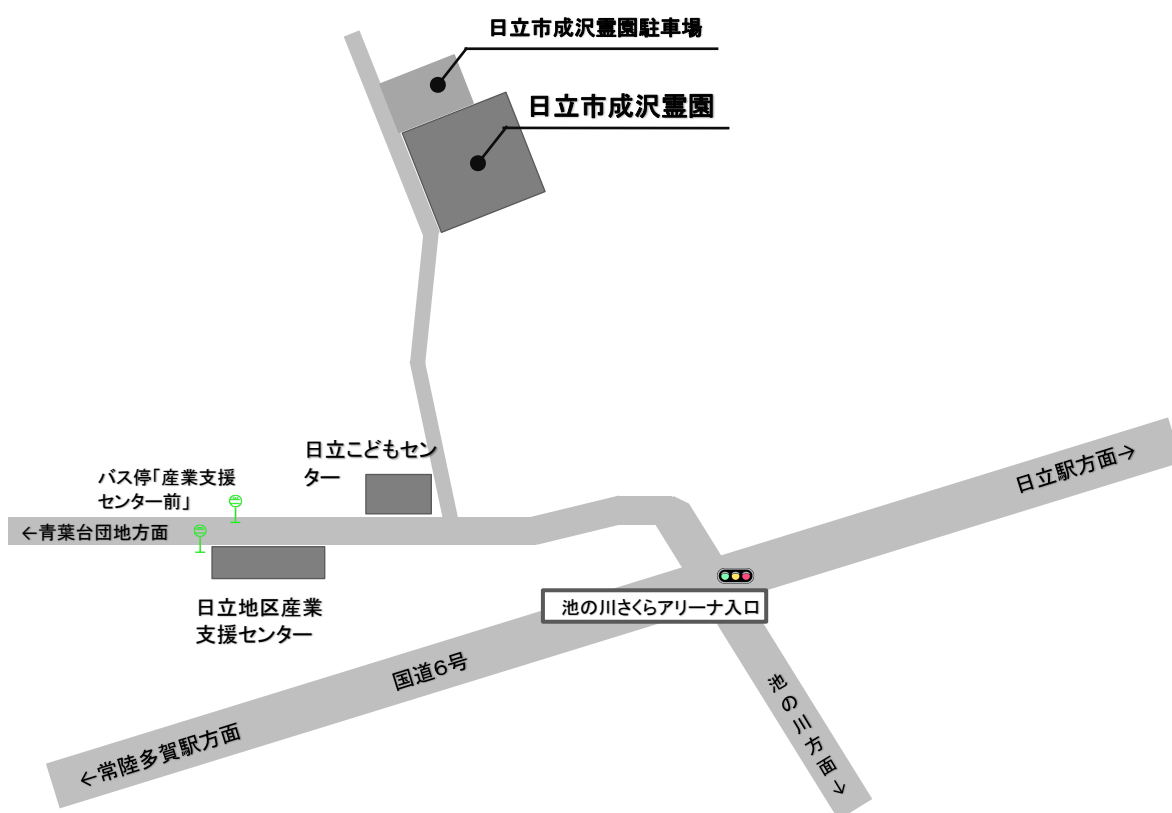 日立市成沢霊園駐車場
日立市成沢霊園
日立こどもセン
ター
バス停「産業支援
センター前」
←青葉台団地方面
日立地区産業
支援センター
日立駅方面→
池の川さくらアリーナ入口
国道6号
池の川方面→
←常陸多賀駅方面